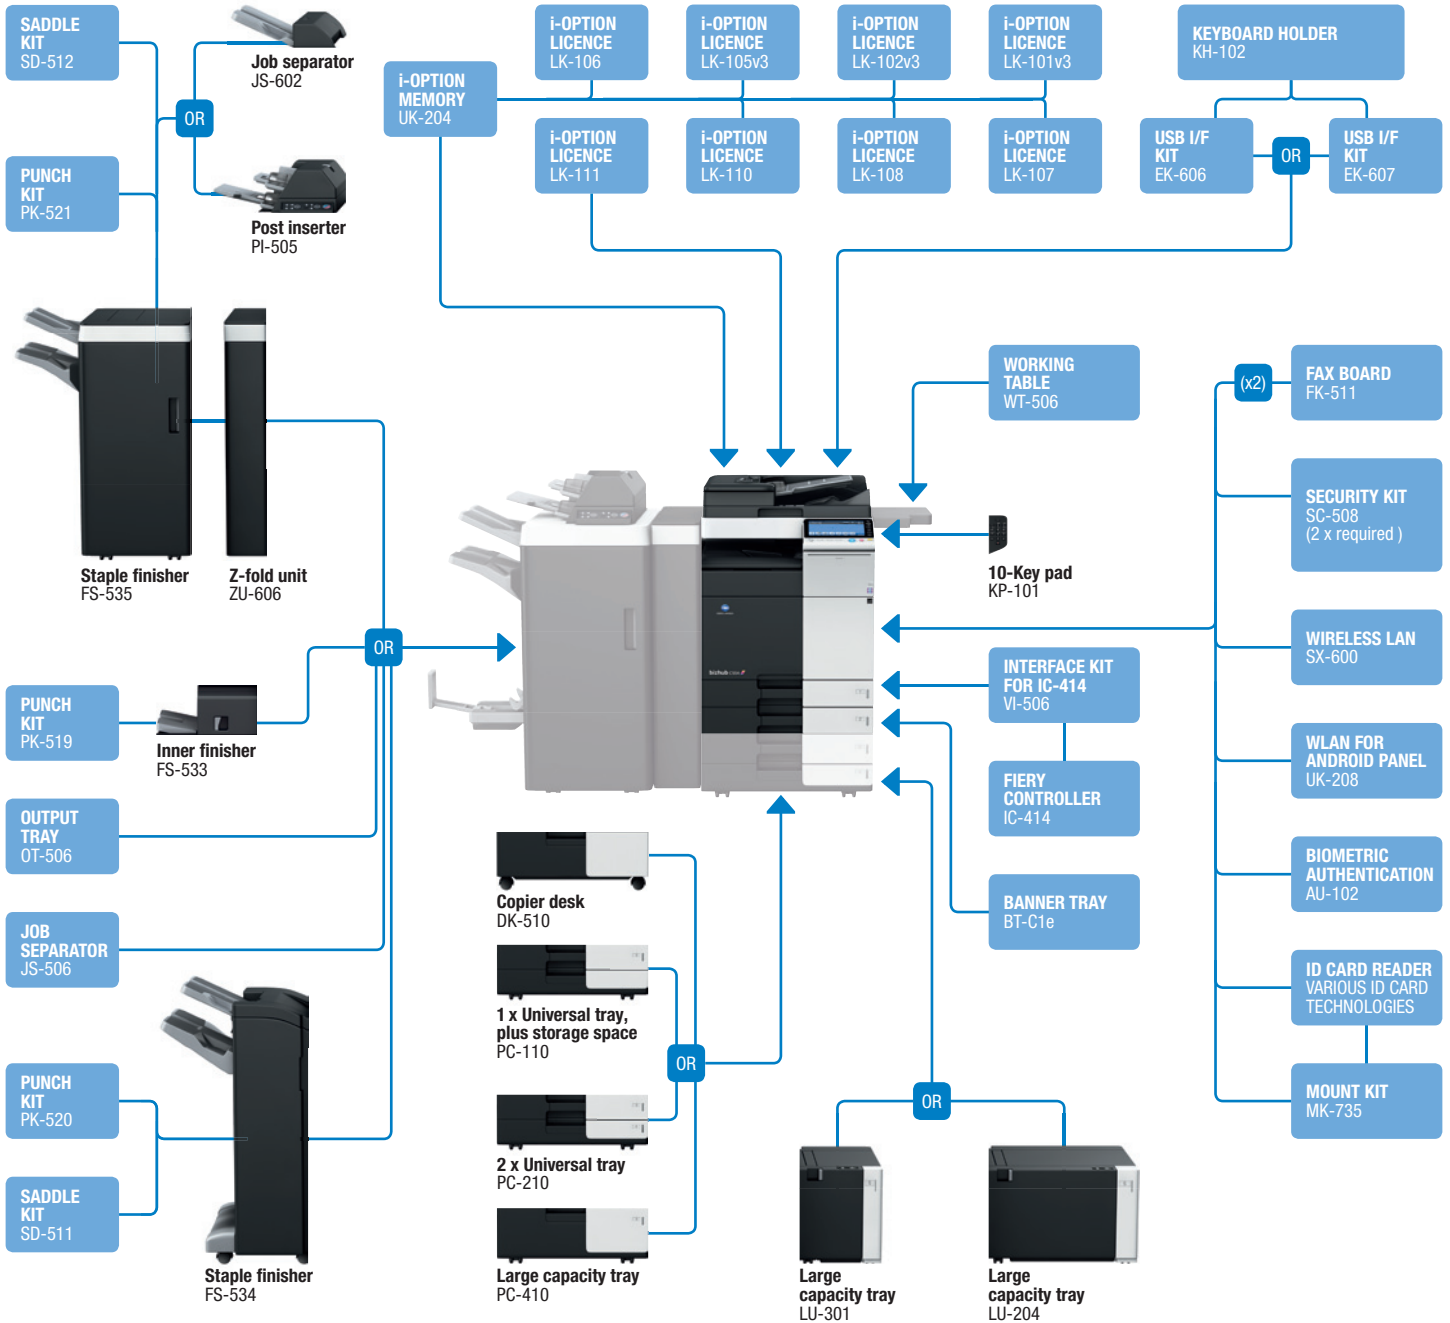 SADDLE
KIT
SD-512
Job separator
JS-602
OR
PUNCH
KIT
PK-521
Post inserter
PI-505
i-OPTION
MEMORY
UK-204
i-OPTION
LICENCE
LK-106
i-OPTION
LICENCE
LK-105v3
i-OPTION
LICENCE
LK-102v3
i-OPTION
LICENCE
LK-101v3
i-OPTION
LICENCE
LK-111
i-OPTION
LICENCE
LK-110
i-OPTION
LICENCE
LK-108
i-OPTION
LICENCE
LK-107
KEYBOARD HOLDER
KH-102
USB I/F
KIT
EK-606
OR
USB I/F
KIT
EK-607
Staple finisher
FS-535
Z-fold unit
ZU-606
WORKING
TABLE
WT-506
10-Key pad
KP-101
(x2)
FAX BOARD
FK-511
SECURITY KIT
SC-508
(2 x required )
WIRELESS LAN
SX-600
WLAN FOR
ANDROID PANEL
UK-208
BIOMETRIC
AUTHENTICATION
AU-102
ID CARD READER
VARIOUS ID CARD
TECHNOLOGIES
MOUNT KIT
MK-735
OR
PUNCH
KIT
PK-519
Inner finisher
FS-533
OUTPUT
TRAY
OT-506
JOB
SEPARATOR
JS-506
PUNCH
KIT
PK-520
SADDLE
KIT
SD-511
Staple finisher
FS-534
bizhub
INTERFACE KIT
FOR IC-414
VI-506
FIERY
CONTROLLER
IC-414
BANNER TRAY
BT-C1e
Copier desk
DK-510
1 x Universal tray,
plus storage space
PC-110
OR
2 x Universal tray
PC-210
Large capacity tray
PC-410
OR
Large
capacity tray
LU-301
Large
capacity tray
LU-204